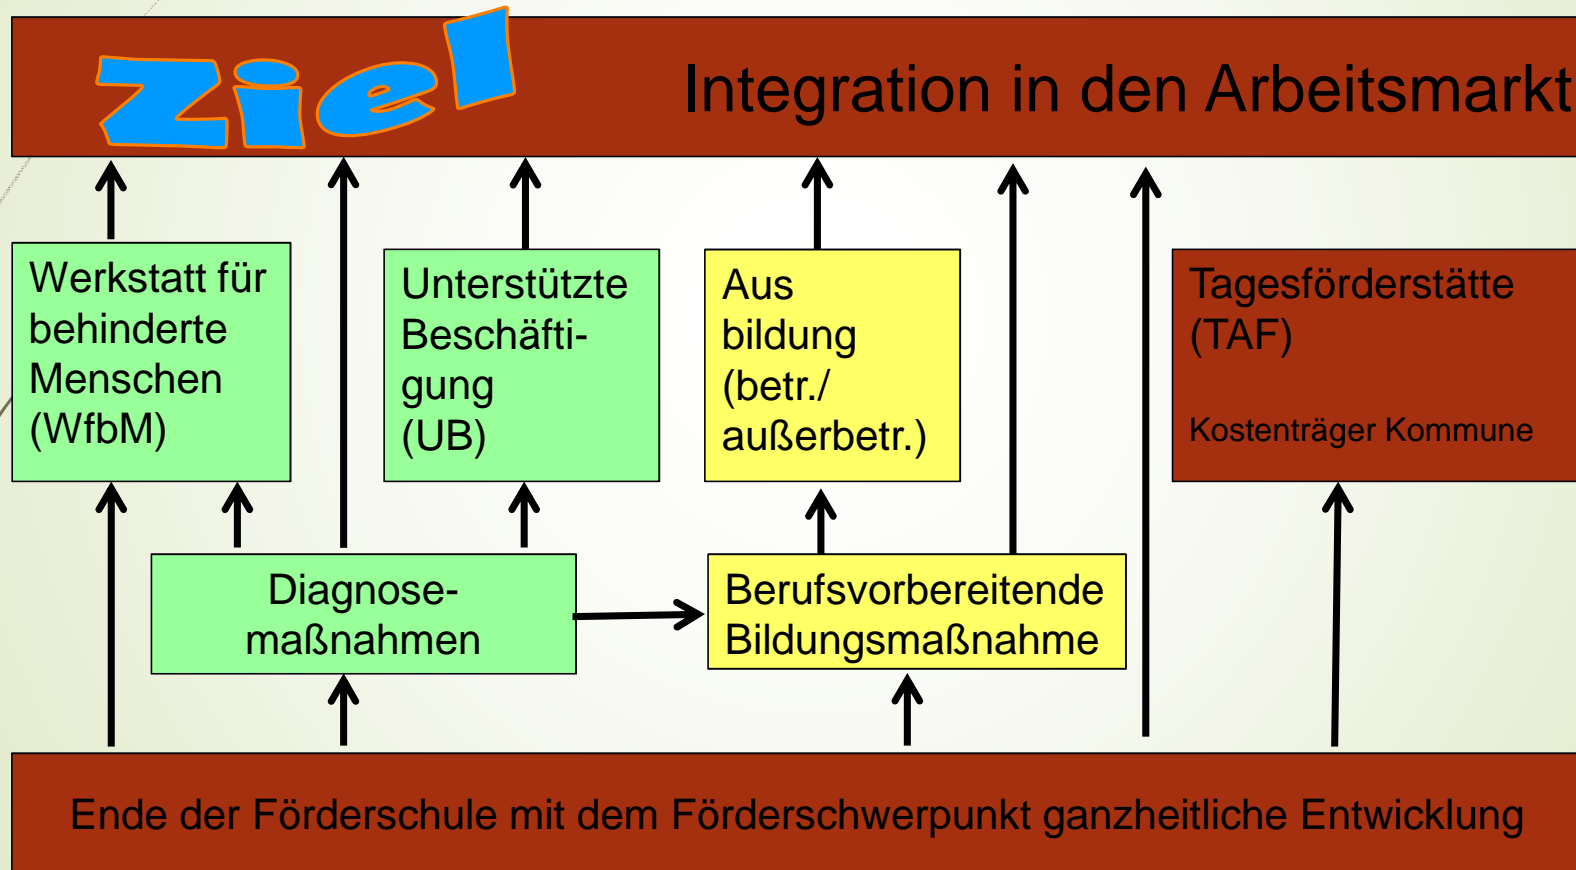 Ziel
Integration in den Arbeitsmarkt
Werkstatt für
behinderte
Menschen
(WfbM)
Unterstützte
Beschäfti-
gung
(UB)
Aus
bildung
(betr./
außerbetr.)
Tagesförderstätte
(TAF)
Kostenträger Kommune
Diagnose-
maßnahmen
Berufsvorbereitende
Bildungsmaßnahme
Ende der Förderschule mit dem Förderschwerpunkt ganzheitliche Entwicklung